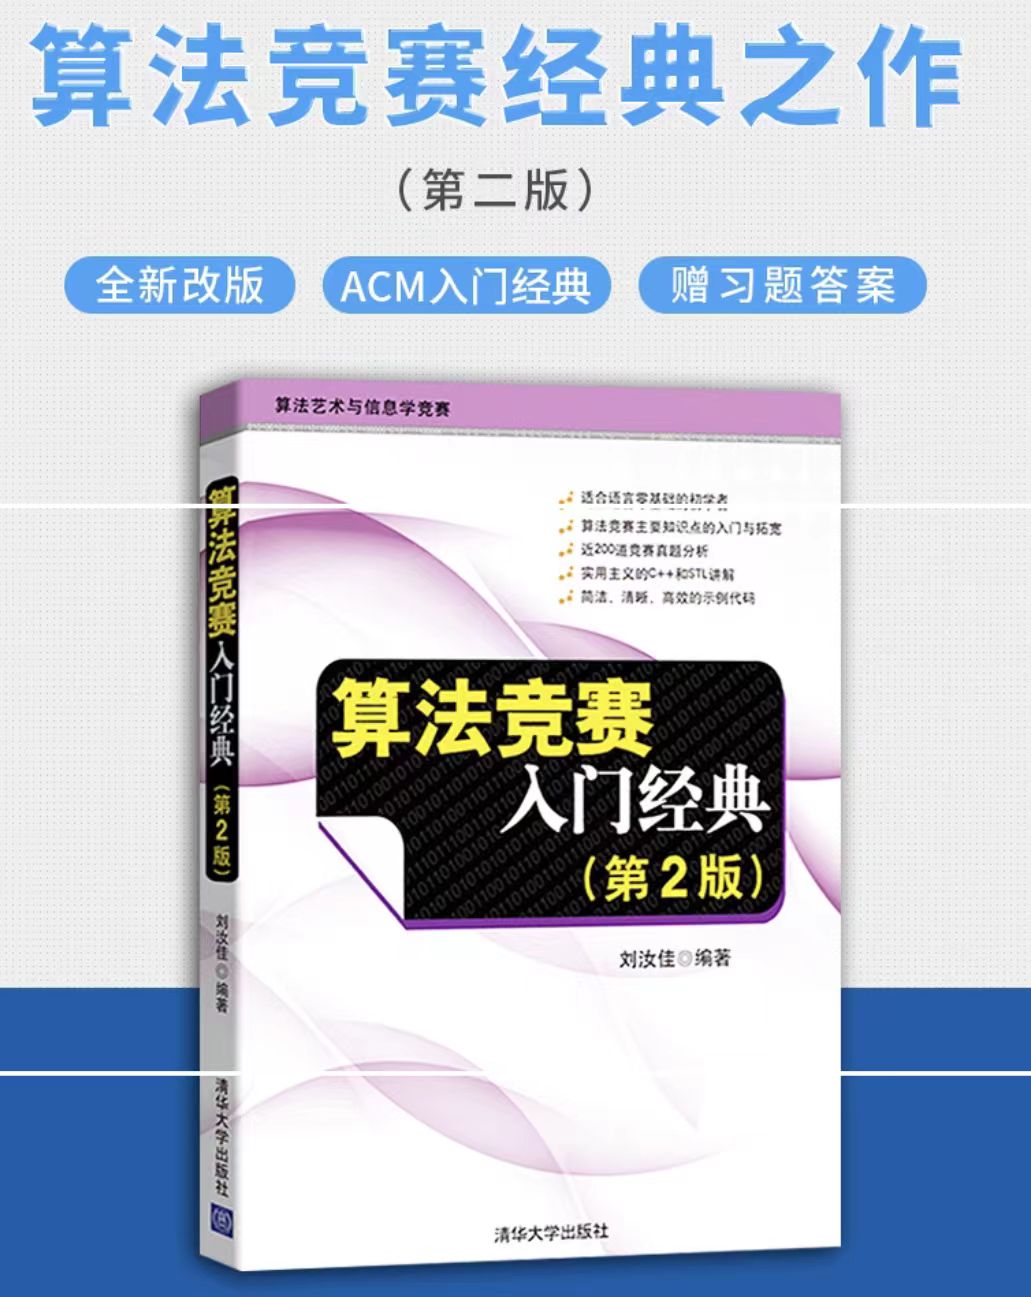 算法竞赛经典之作
（第二版）
全新改版
ACM入门经典
赠习题答案
算法艺术与信息学竞赛
适合语言零基础的初学者
算法竞赛主要知识点的入门与拓宽
近200道竞赛真题分析
实用主义的C++和STL讲解
简洁、清晰、高效的示例代码
算法竞赛
入门经典
（第2版）
刘汝佳◎编著
清华大学出版社
算法竞赛入门经典（第2版）
刘汝佳◎编著
清华大学出版社